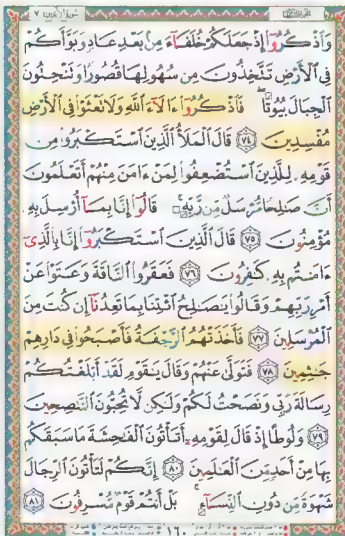 سورة الأعراف ٧
وَٱذْكُرُوٓا۟ إِذْ جَعَلَكُمْ خُلَفَآءَ مِنۢ بَعْدِ عَادٍ وَبَوَّأَكُمْ
فِى ٱلْأَرْضِ تَتَّخِذُونَ مِن سُهُولِهَا قُصُورًا وَتَنْحِتُونَ
ٱلْجِبَالَ بُيُوتًا ۖ فَٱذْكُرُوٓا۟ ءَالَآءَ ٱللَّهِ وَلَا تَعْثَوْا۟ فِى ٱلْأَرْضِ
مُفْسِدِينَ ٧٤ قَالَ ٱلْمَلَأُ ٱلَّذِينَ ٱسْتَكْبَرُوا۟ مِن
قَوْمِهِۦ لِلَّذِينَ ٱسْتُضْعِفُوا۟ لِمَنْ ءَامَنَ مِنْهُمْ أَتَعْلَمُونَ
أَنَّ صَـٰلِحًا مُّرْسَلٌ مِّن رَّبِّهِۦ ۚ قَالُوٓا۟ إِنَّا بِمَآ أُرْسِلَ بِهِۦ
مُؤْمِنُونَ ٧٥ قَالَ ٱلَّذِينَ ٱسْتَكْبَرُوٓا۟ إِنَّا بِٱلَّذِىٓ
ءَامَنتُم بِهِۦ كَـٰفِرُونَ ٧٦ فَعَقَرُوا۟ ٱلنَّاقَةَ وَعَتَوْا۟ عَنْ
أَمْرِ رَبِّهِمْ وَقَالُوا۟ يَـٰصَـٰلِحُ ٱئْتِنَا بِمَا تَعِدُنَآ إِن كُنتَ مِنَ
ٱلْمُرْسَلِينَ ٧٧ فَأَخَذَتْهُمُ ٱلرَّجْفَةُ فَأَصْبَحُوا۟ فِى دَارِهِمْ
جَـٰثِمِينَ ٧٨ فَتَوَلَّىٰ عَنْهُمْ وَقَالَ يَـٰقَوْمِ لَقَدْ أَبْلَغْتُكُمْ
رِسَالَةَ رَبِّى وَنَصَحْتُ لَكُمْ وَلَـٰكِن لَّا تُحِبُّونَ ٱلنَّـٰصِحِينَ
٧٩ وَلُوطًا إِذْ قَالَ لِقَوْمِهِۦٓ أَتَأْتُونَ ٱلْفَـٰحِشَةَ مَا سَبَقَكُم
بِهَا مِنْ أَحَدٍ مِّنَ ٱلْعَـٰلَمِينَ ٨٠ إِنَّكُمْ لَتَأْتُونَ ٱلرِّجَالَ
شَهْوَةً مِّن دُونِ ٱلنِّسَآءِ ۚ بَلْ أَنتُمْ قَوْمٌ مُّسْرِفُونَ ٨١
١٦٠